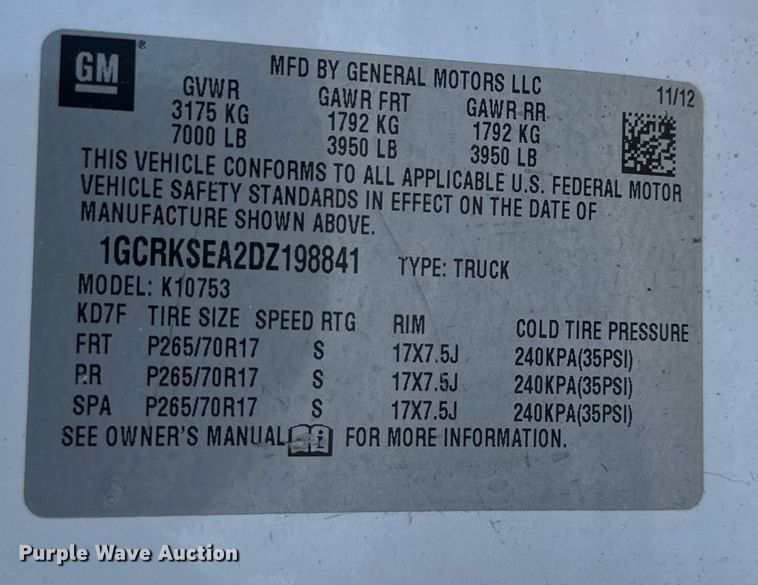 GM®
MFD BY GENERAL MOTORS LLC
11/12
GVWR GAWR FRT GAWR RR
3175 KG 1792 KG 1792 KG
7000 LB 3950 LB 3950 LB
THIS VEHICLE CONFORMS TO ALL APPLICABLE U.S. FEDERAL MOTOR
VEHICLE SAFETY STANDARDS IN EFFECT ON THE DATE OF
MANUFACTURE SHOWN ABOVE.
1GCRKSEA2DZ198841 TYPE: TRUCK
MODEL: K10753
KD7F TIRE SIZE SPEED RTG RIM COLD TIRE PRESSURE
FRT P265/70R17 S 17X7.5J 240KPA(35PSI)
RR P265/70R17 S 17X7.5J 240KPA(35PSI)
SPA P265/70R17 S 17X7.5J 240KPA(35PSI)
SEE OWNER'S MANUAL i FOR MORE INFORMATION.
Purple Wave Auction